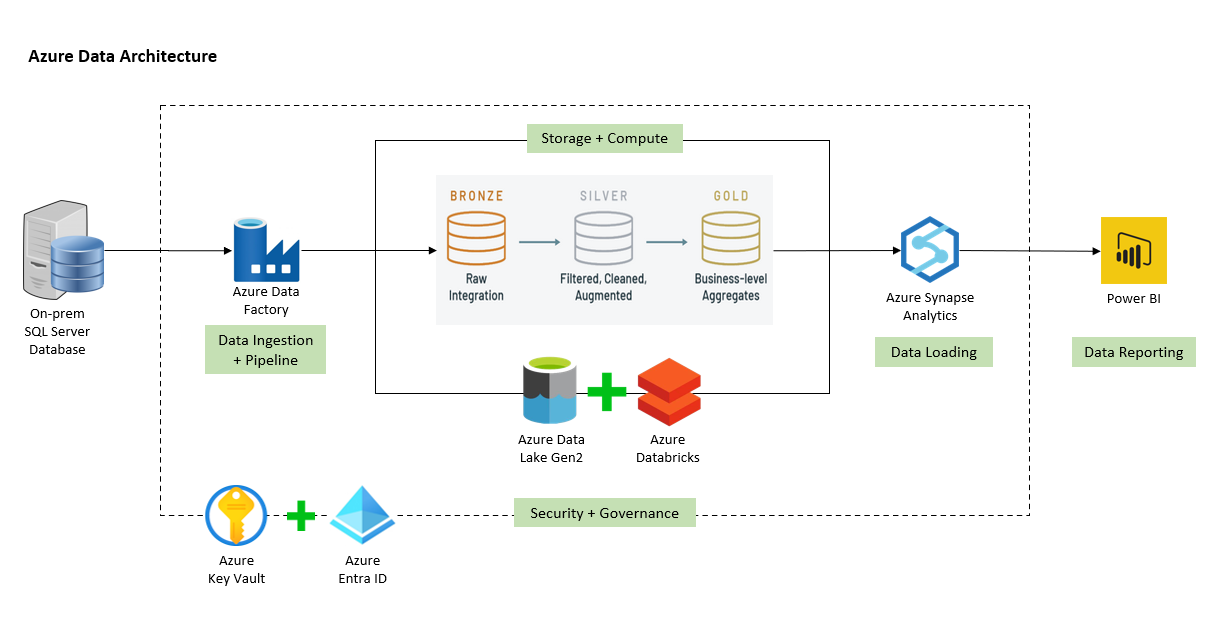 Azure Data Architecture
Storage + Compute
BRONZE
SILVER
GOLD
Raw
Integration
Filtered, Cleaned,
Augmented
Business-level
Aggregates
On-prem
SQL Server
Database
Azure Data
Factory
Data Ingestion
+ Pipeline
Azure Synapse
Analytics
Data Loading
Power BI
Data Reporting
Azure Data
Lake Gen2
Azure
Databricks
Security + Governance
Azure
Key Vault
Azure
Entra ID